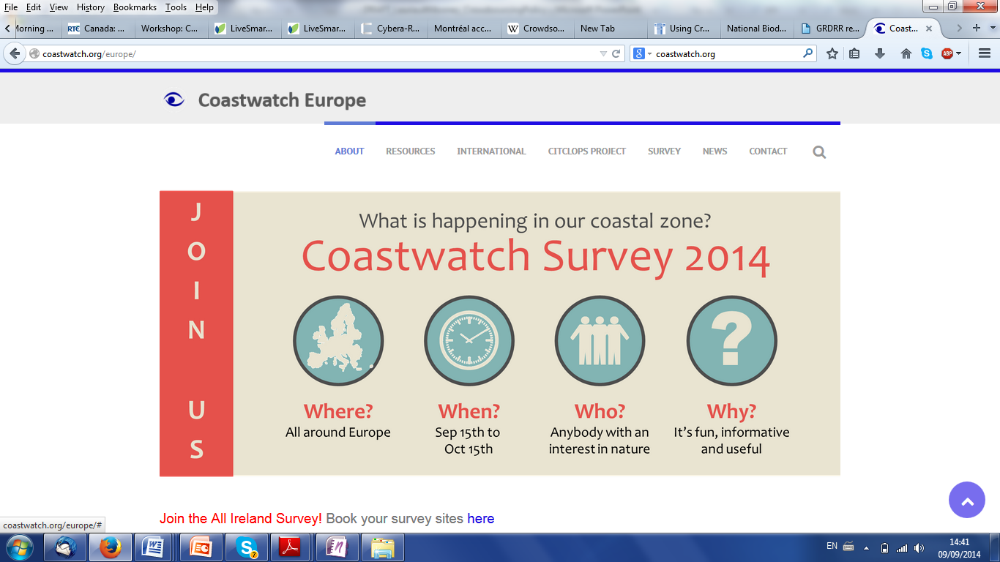 File Edit View History Bookmarks Tools Help
Morning ... Canada: ... Workshop: C... LiveSmar... LiveSmar... Cybera-R... Montréal acc... Crowdso... New Tab Using Cr... National Biod... GRDRR re... Coast...
coastwatch.org/europe/ coastwatch.org
Coastwatch Europe
ABOUT RESOURCES INTERNATIONAL CITCLOPS PROJECT SURVEY NEWS CONTACT
JOIN US
What is happening in our coastal zone?
Coastwatch Survey 2014
Where? When? Who? Why?
All around Europe Sep 15th to Anybody with an It's fun, informative
Oct 15th interest in nature and useful
Join the All Ireland Survey! Book your survey sites here
coastwatch.org/europe/#
7
EN 14:41
09/09/2014